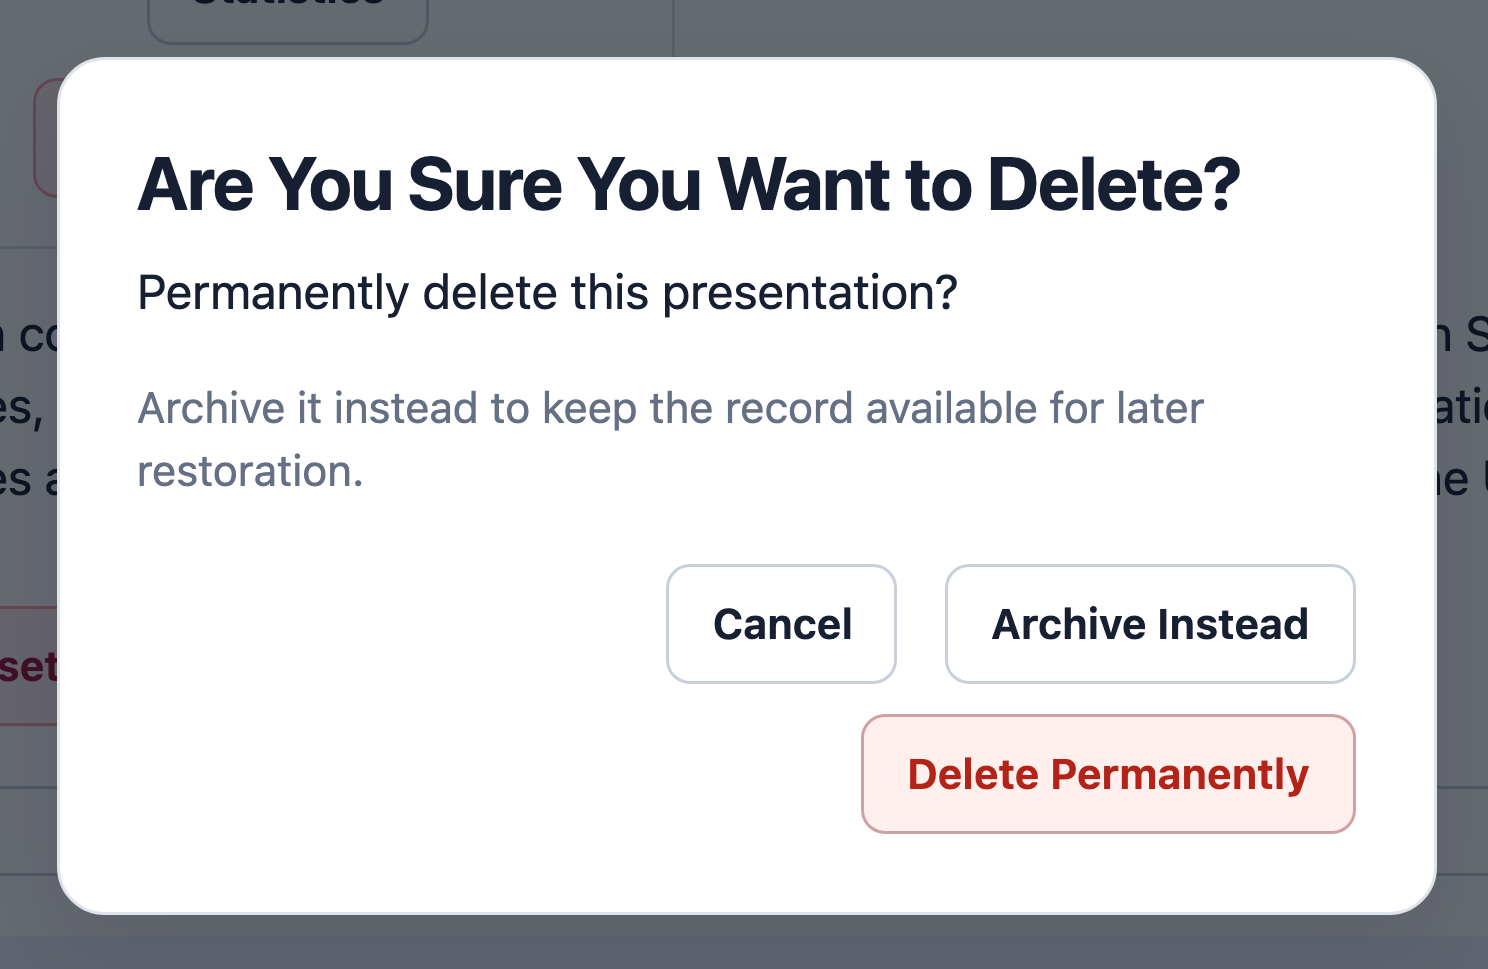 Are You Sure You Want to Delete?
Permanently delete this presentation?
Archive it instead to keep the record available for later
restoration.
Cancel
Archive Instead
Delete Permanently